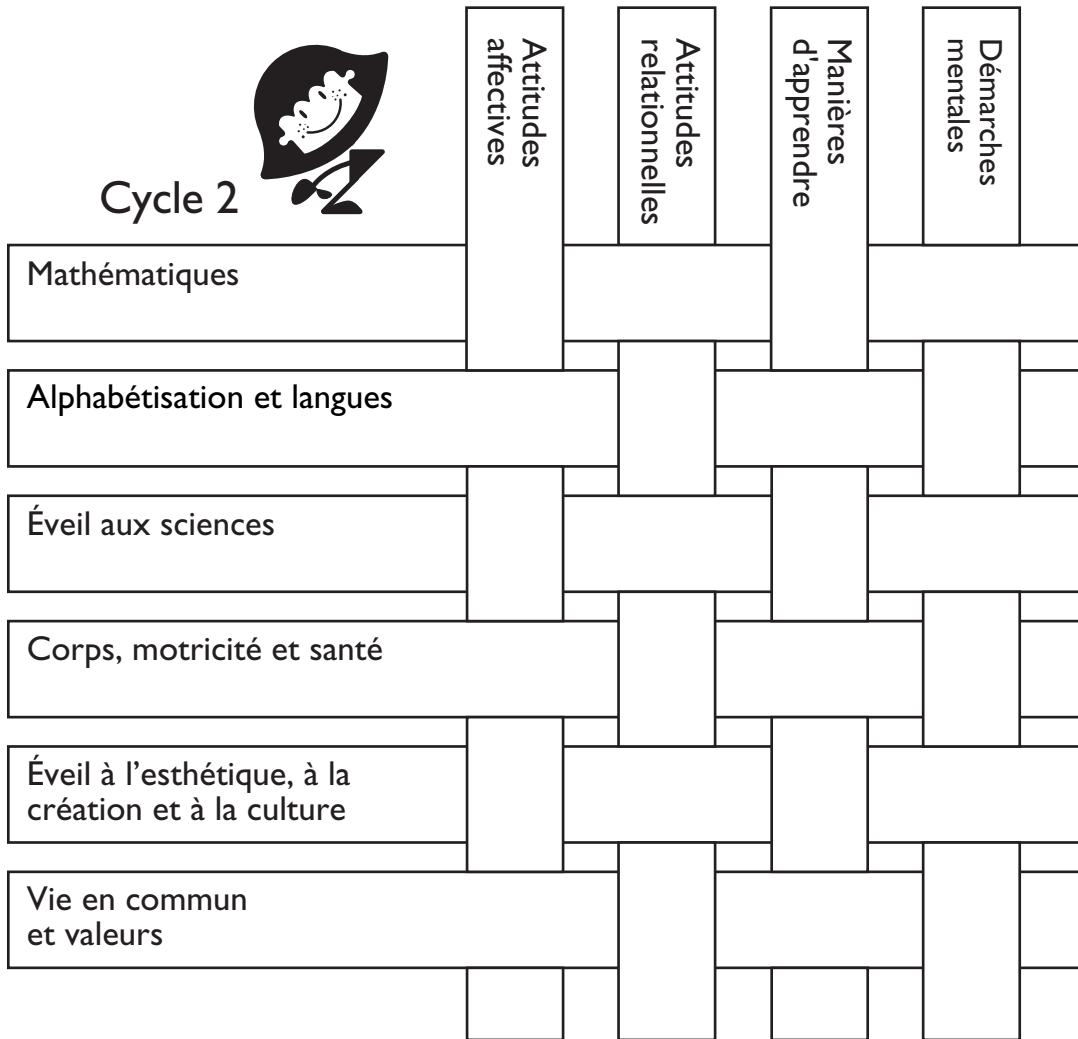 Attitudes
affectives
Attitudes
relationnelles
Manières
d'apprendre
Démarches
mentales
Cycle 2
Mathématiques
Alphabétisation et langues
Éveil aux sciences
Corps, motricité et santé
Éveil à l’esthétique, à la
création et à la culture
Vie en commun
et valeurs